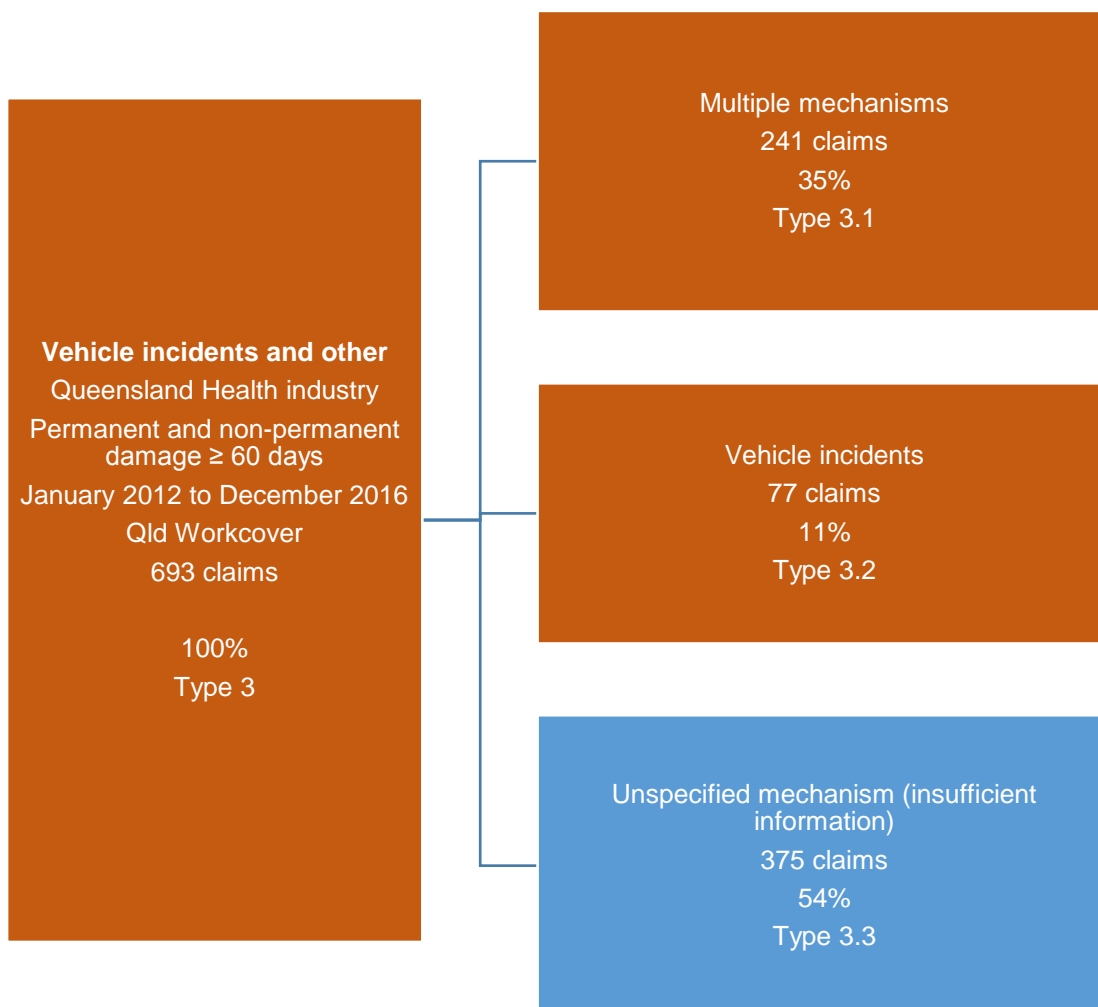 Vehicle incidents and other
Queensland Health industry
Permanent and non-permanent
damage ≥ 60 days
January 2012 to December 2016
Qld Workcover
693 claims
100%
Type 3
Multiple mechanisms
241 claims
35%
Type 3.1
Vehicle incidents
77 claims
11%
Type 3.2
Unspecified mechanism (insufficient
information)
375 claims
54%
Type 3.3